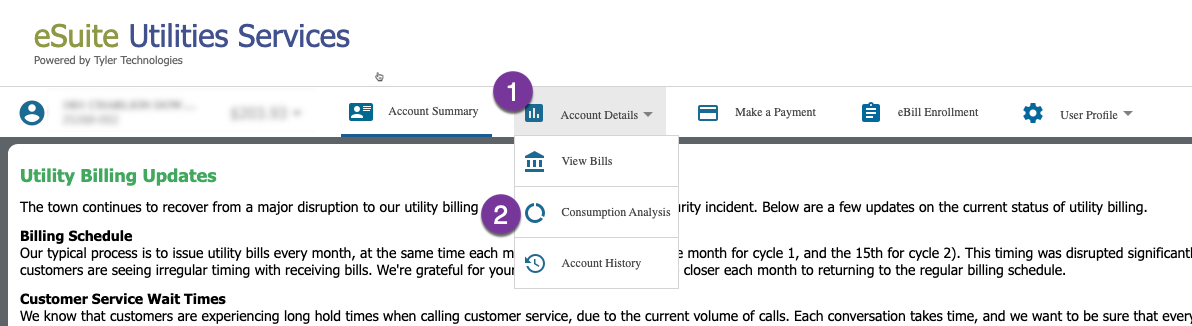 eSuite Utilities Services
Powered by Tyler Technologies
1
Account Summary
Account Details
Make a Payment
eBill Enrollment
User Profile
View Bills
2
Consumption Analysis
Account History
Utility Billing Updates
The town continues to recover from a major disruption to our utility billing urity incident. Below are a few updates on the current status of utility billing.
Billing Schedule
Our typical process is to issue utility bills every month, at the same time each m e month for cycle 1, and the 15th for cycle 2). This timing was disrupted significantl
customers are seeing irregular timing with receiving bills. We're grateful for your closer each month to returning to the regular billing schedule.
Customer Service Wait Times
We know that customers are experiencing long hold times when calling customer service, due to the current volume of calls. Each conversation takes time, and we want to be sure that every